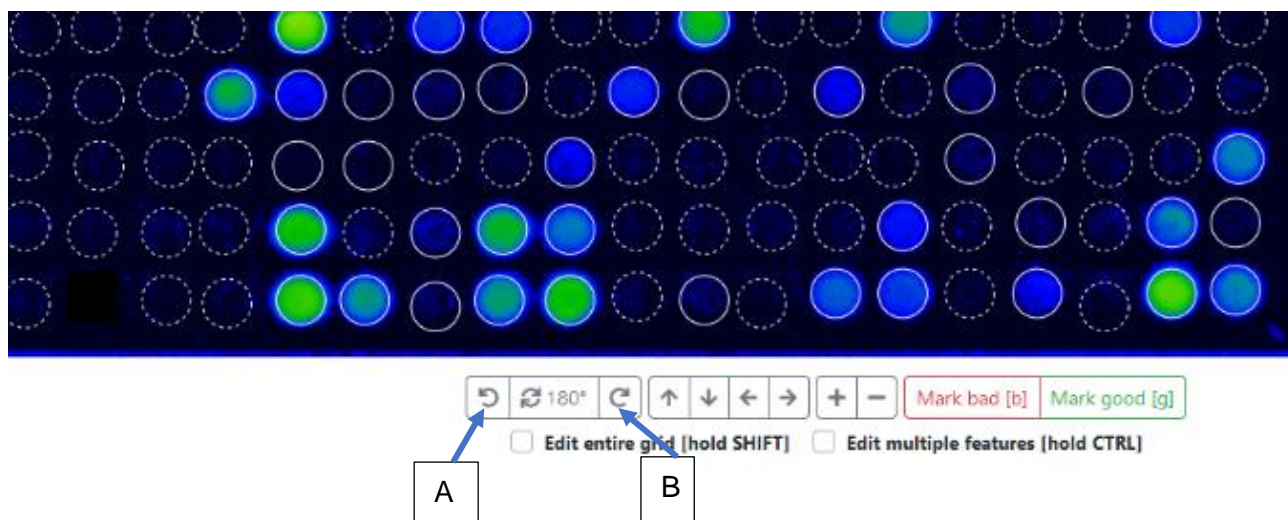 180° Mark bad [b] Mark good [g]
Edit entire grid [hold SHIFT] Edit multiple features [hold CTRL]
A B